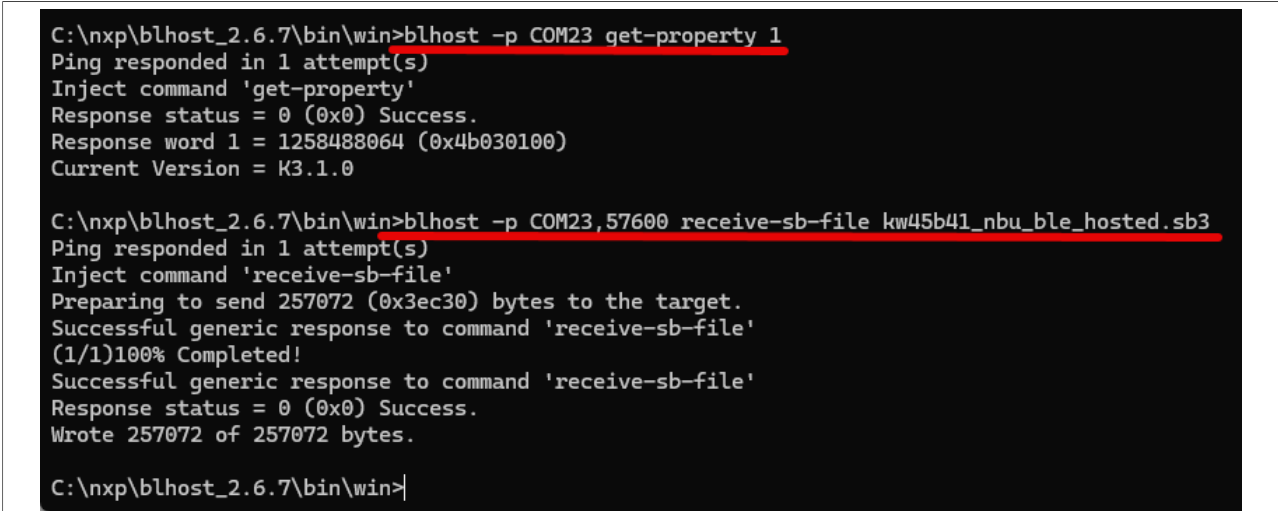 C:\nxp\blhost_2.6.7\bin\win>blhost -p COM23 get-property 1
Ping responded in 1 attempt(s)
Inject command 'get-property'
Response status = 0 (0x0) Success.
Response word 1 = 1258488064 (0x4b030100)
Current Version = K3.1.0
C:\nxp\blhost_2.6.7\bin\win>blhost -p COM23,57600 receive-sb-file kw45b41_nbu_ble_hosted.sb3
Ping responded in 1 attempt(s)
Inject command 'receive-sb-file'
Preparing to send 257072 (0x3ec30) bytes to the target.
Successful generic response to command 'receive-sb-file'
(1/1)100% Completed!
Successful generic response to command 'receive-sb-file'
Response status = 0 (0x0) Success.
Wrote 257072 of 257072 bytes.
C:\nxp\blhost_2.6.7\bin\win>